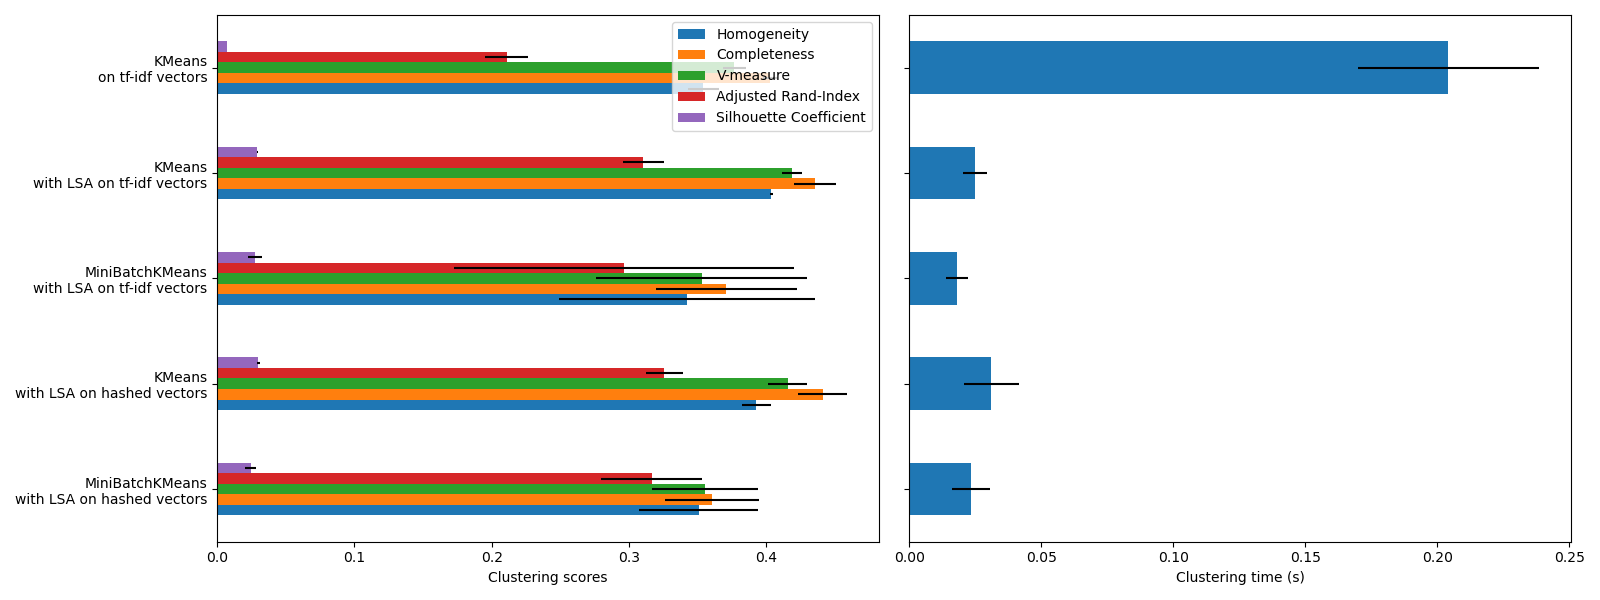 Homogeneity
Completeness
V-measure
Adjusted Rand-Index
Silhouette Coefficient
KMeans
on tf-idf vectors
KMeans
with LSA on tf-idf vectors
MiniBatchKMeans
with LSA on tf-idf vectors
KMeans
with LSA on hashed vectors
MiniBatchKMeans
with LSA on hashed vectors
0.0 0.1 0.2 0.3 0.4
Clustering scores
0.00 0.05 0.10 0.15 0.20 0.25
Clustering time (s)